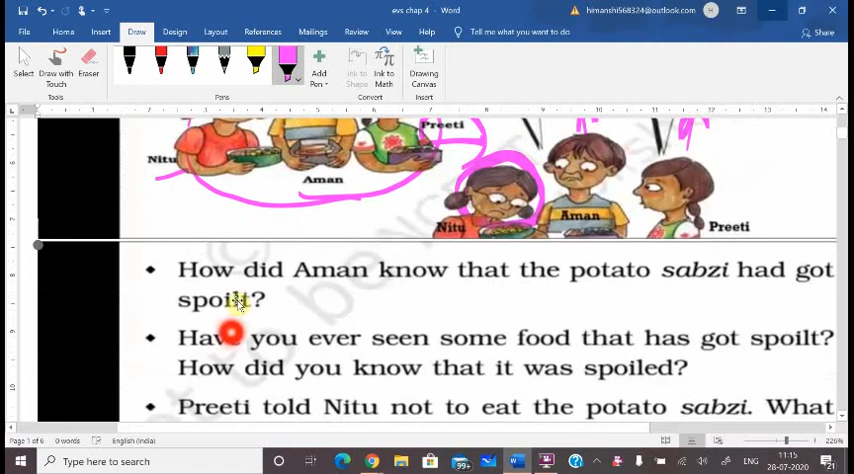 evs chap 4 - Word
himanshi568324@outlook.com
H
File Home Insert Draw Design Layout References Mailings Review View Help Tell me what you want to do Share
Select
Draw with Touch
Eraser
Add Pen
Ink to Shape
Ink to Math
Drawing Canvas
Tools Pens Convert Insert
Preeti
Nitu
Aman
Aman
Nitu
Preeti
• How did Aman know that the potato sabzi had got
spoilt?
• Have you ever seen some food that has got spoilt?
How did you know that it was spoiled?
• Preeti told Nitu not to eat the potato sabzi. What
Page 1 of 6 0 words English (India) 226%
Type here to search
99+
ENG
11:15
28-07-2020
21